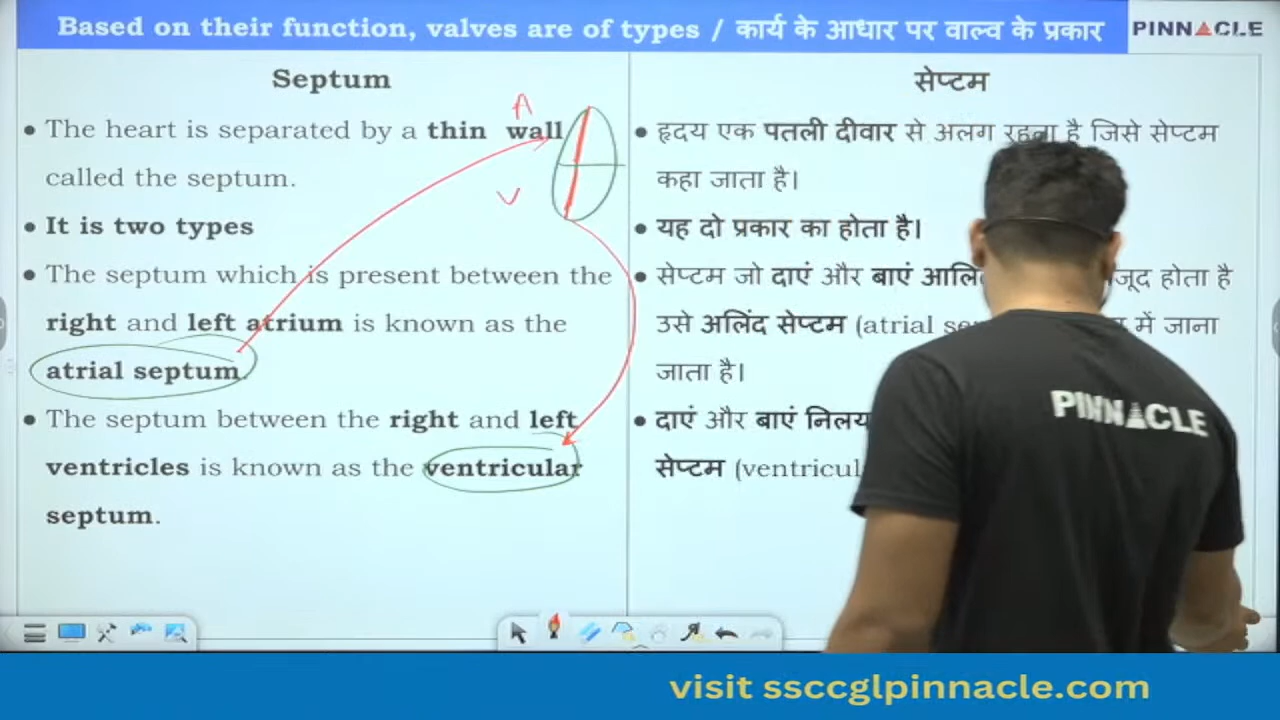 Based on their function, valves are of types / कार्य के आधार पर वाल्व के प्रकार
PINNACLE
Septum
The heart is separated by a thin wall
called the septum.
It is two types
The septum which is present between the
right and left atrium is known as the
atrial septum.
The septum between the right and left
ventricles is known as the ventricular
septum.
A
V
सेप्टम
हृदय एक पतली दीवार से अलग रहता है जिसे सेप्टम
कहा जाता है।
यह दो प्रकार का होता है।
सेप्टम जो दाएं और बाएं होता है
उसे अलिंद सेप्टम (atrial में जाना
जाता है।
दाएं और बाएं
सेप्टम
PINNACLE
visit ssccglpinnacle.com